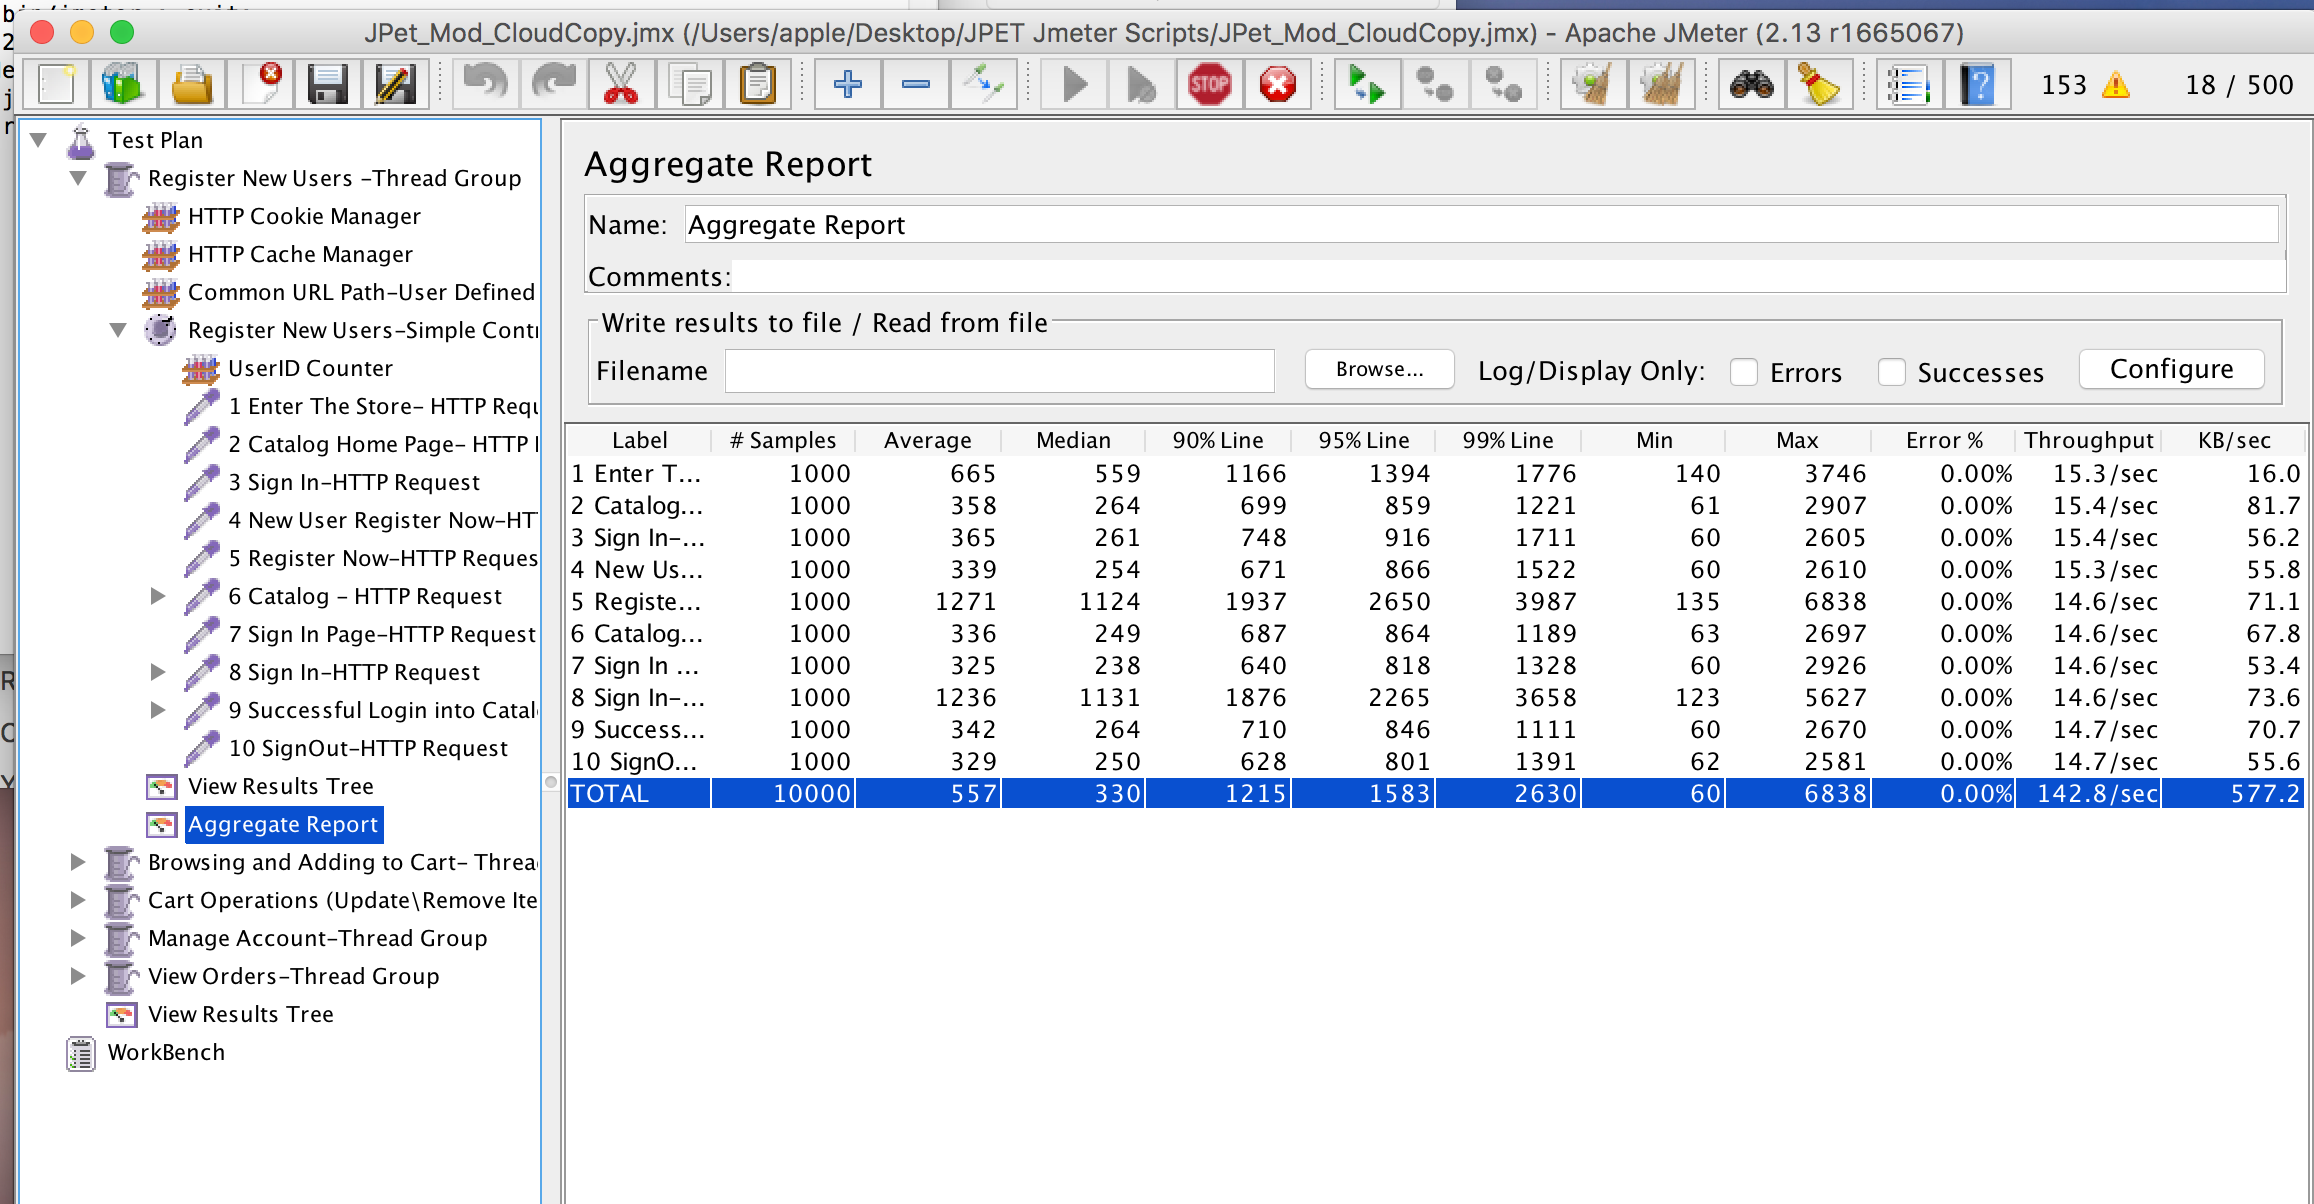 JPet_Mod_CloudCopy.jmx (/Users/apple/Desktop/JPET Jmeter Scripts/JPet_Mod_CloudCopy.jmx) - Apache JMeter (2.13 r1665067)
STOP
?
153
18 / 500
Test Plan
Register New Users -Thread Group
HTTP Cookie Manager
HTTP Cache Manager
Common URL Path-User Defined
Register New Users-Simple Contr
UserID Counter
1 Enter The Store- HTTP Requ
2 Catalog Home Page- HTTP
3 Sign In-HTTP Request
4 New User Register Now-HT
5 Register Now-HTTP Reques
6 Catalog - HTTP Request
7 Sign In Page-HTTP Request
8 Sign In-HTTP Request
9 Successful Login into Catal
10 SignOut-HTTP Request
View Results Tree
Aggregate Report
Browsing and Adding to Cart- Threa
Cart Operations (Update\Remove Ite
Manage Account-Thread Group
View Orders-Thread Group
View Results Tree
WorkBench
Aggregate Report
Name: Aggregate Report
Comments:
Write results to file / Read from file
Filename Browse... Log/Display Only: Errors Successes Configure
Label # Samples Average Median 90% Line 95% Line 99% Line Min Max Error % Throughput KB/sec
1 Enter T... 1000 665 559 1166 1394 1776 140 3746 0.00% 15.3/sec 16.0
2 Catalog... 1000 358 264 699 859 1221 61 2907 0.00% 15.4/sec 81.7
3 Sign In-... 1000 365 261 748 916 1711 60 2605 0.00% 15.4/sec 56.2
4 New Us... 1000 339 254 671 866 1522 60 2610 0.00% 15.3/sec 55.8
5 Registe... 1000 1271 1124 1937 2650 3987 135 6838 0.00% 14.6/sec 71.1
6 Catalog... 1000 336 249 687 864 1189 63 2697 0.00% 14.6/sec 67.8
7 Sign In ... 1000 325 238 640 818 1328 60 2926 0.00% 14.6/sec 53.4
8 Sign In-... 1000 1236 1131 1876 2265 3658 123 5627 0.00% 14.6/sec 73.6
9 Success... 1000 342 264 710 846 1111 60 2670 0.00% 14.7/sec 70.7
10 SignO... 1000 329 250 628 801 1391 62 2581 0.00% 14.7/sec 55.6
TOTAL 10000 557 330 1215 1583 2630 60 6838 0.00% 142.8/sec 577.2